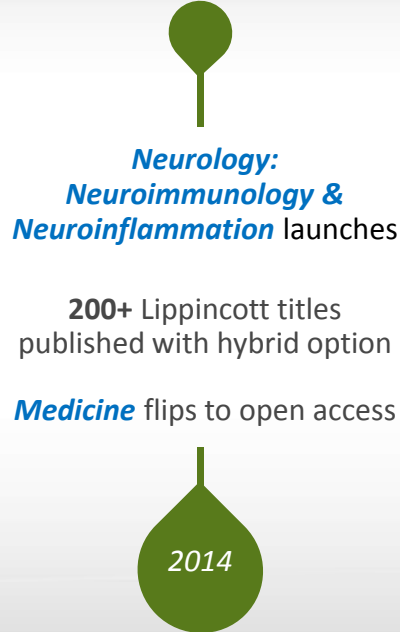 Neurology:
Neuroimmunology &
Neuroinflammation launches
200+ Lippincott titles
published with hybrid option
Medicine flips to open access
2014